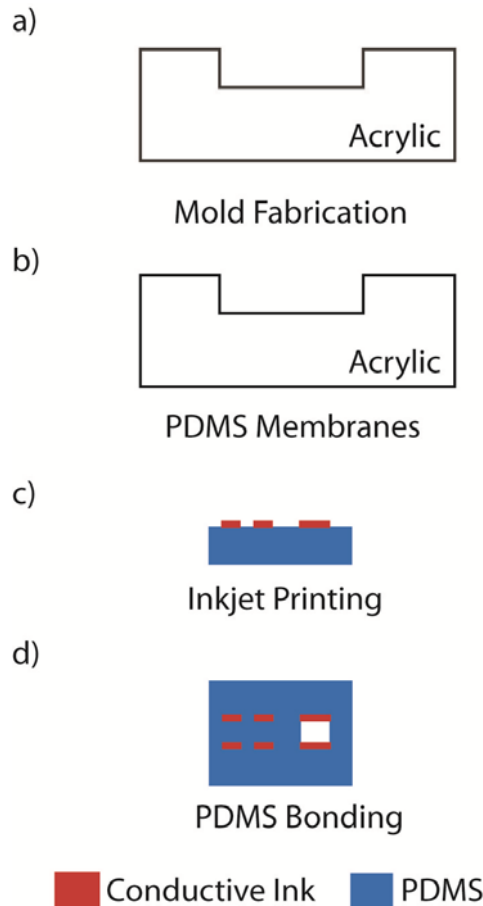 a)
Acrylic
Mold Fabrication
b)
Acrylic
PDMS Membranes
c)
Inkjet Printing
d)
PDMS Bonding
Conductive Ink PDMS